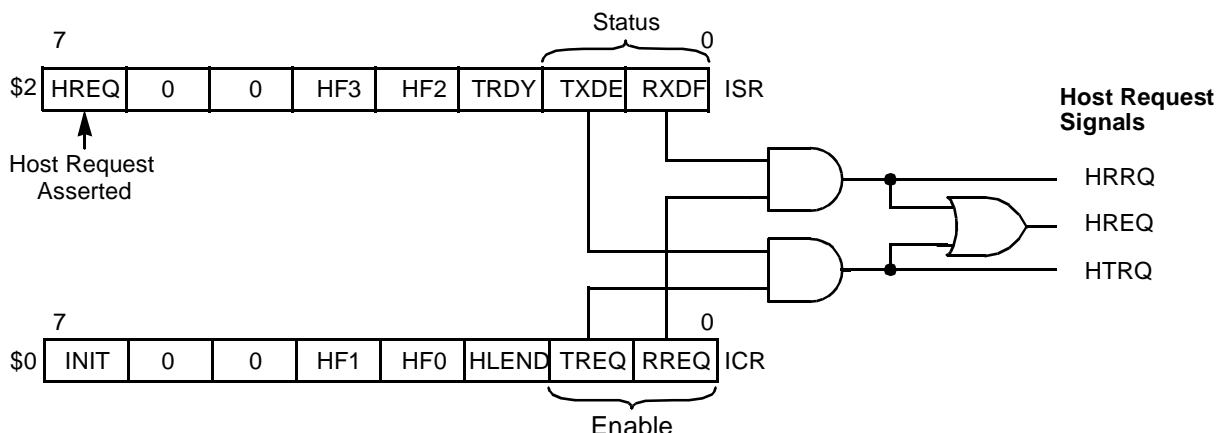 Status
7 0
$2 HREQ 0 0 HF3 HF2 TRDY TXDE RXDF ISR
Host Request
Signals
Host Request
Asserted
HRRQ
HREQ
HTRQ
7 0
$0 INIT 0 0 HF1 HF0 HLEND TREQ RREQ ICR
Enable